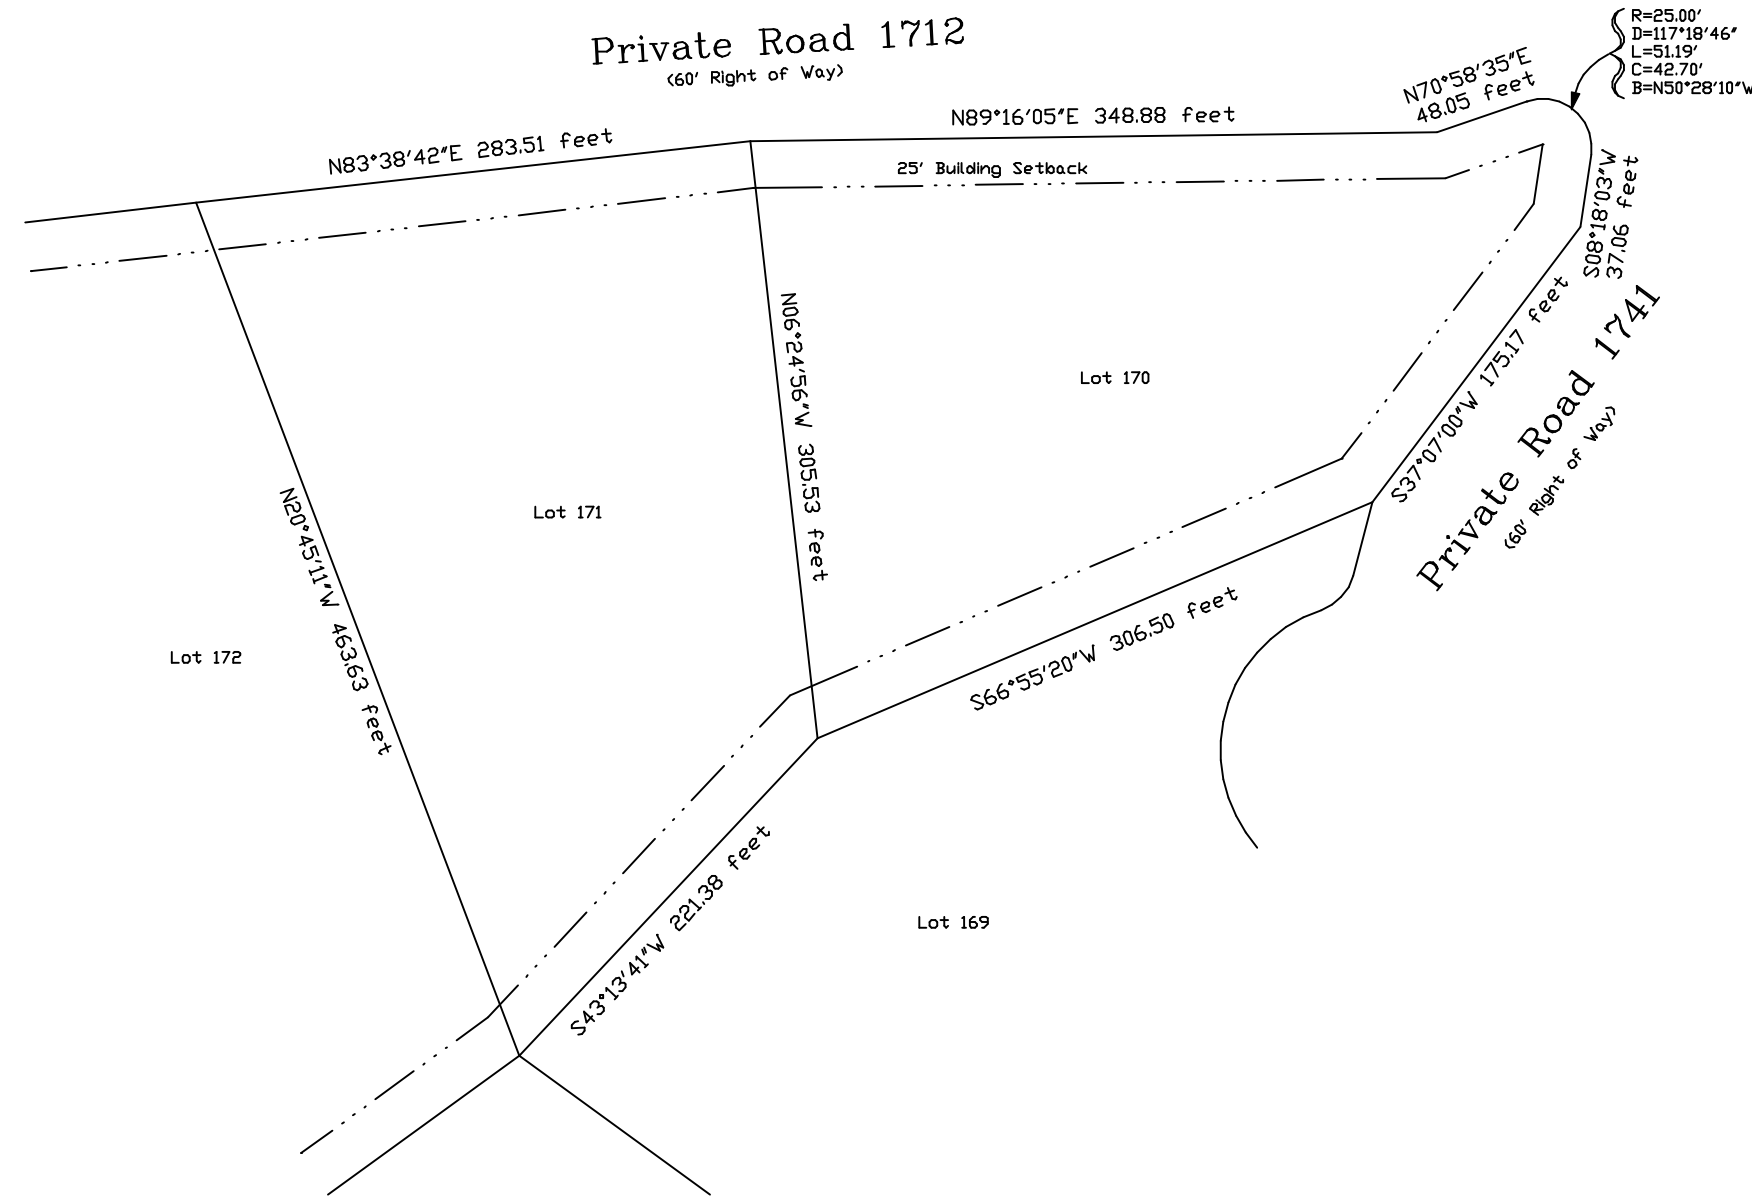 Private Road 1712
(60' Right of Way)
R=25.00'
D=117°18'46"
L=51.19'
C=42.70'
B=N50°28'10"W
N70°58'35"E
48.05 feet
N89°16'05"E 348.88 feet
N83°38'42"E 283.51 feet
25' Building Setback
S08°18'03"W
37.06 feet
N06°24'56"W 305.53 feet
Lot 170
S37°07'00"W 175.17 feet
Private Road 1741
(60' Right of Way)
N20°45'11"W 463.63 feet
Lot 171
S66°55'20"W 306.50 feet
Lot 172
S43°13'41"W 221.38 feet
Lot 169